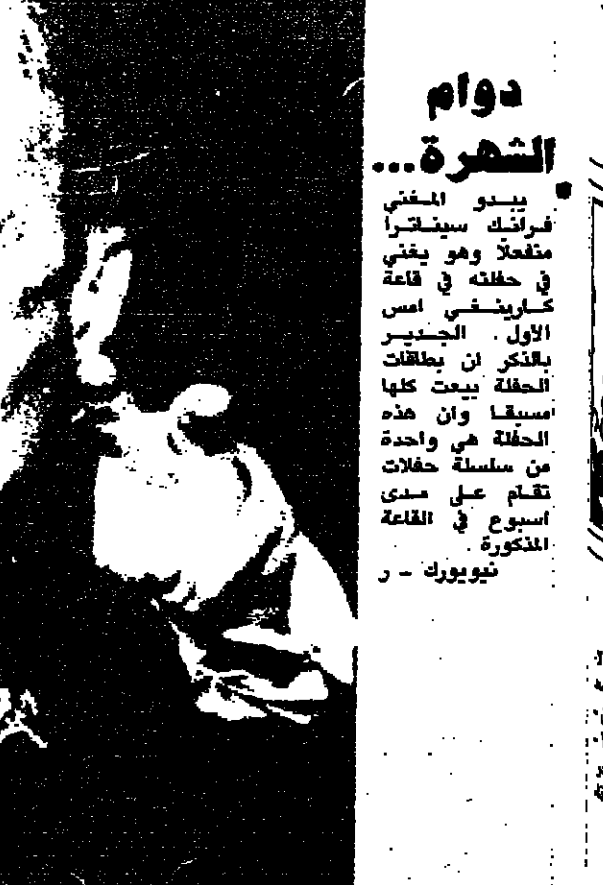 دوام
الشهرة...
يبدو المغني
فرانك سيناترا
منفعلا وهو يغني
في حفلته في قاعة
كارينغي امس
الأول . الجدير
بالذكر ان بطاقات
الحفلة بيعت كلها
مسبقا وان هذه
الحفلة هي واحدة
من سلسلة حفلات
تقام على مدى
اسبوع في القاعة
المذكورة .
نيويورك - ر